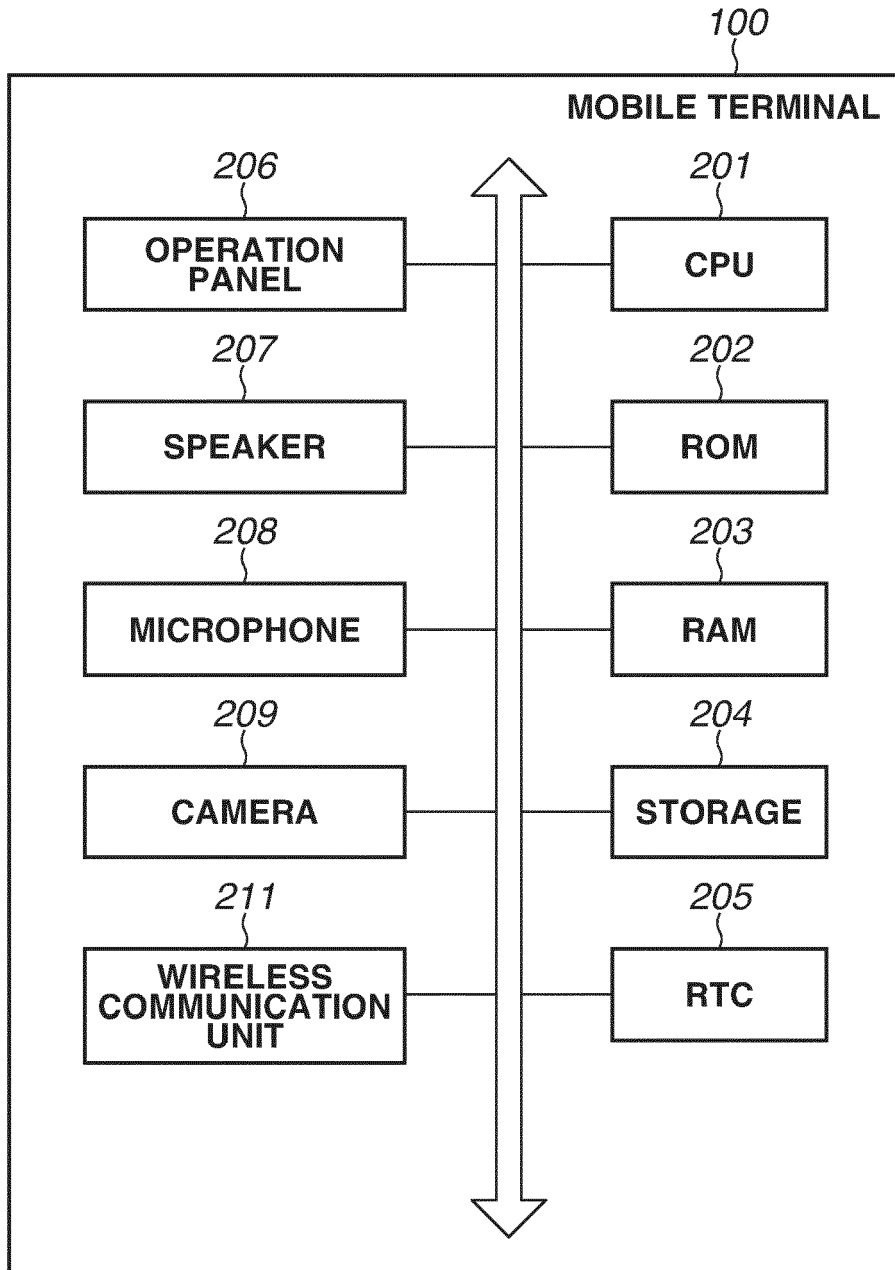 100
MOBILE TERMINAL
206
OPERATION
PANEL
201
CPU
207
SPEAKER
202
ROM
208
MICROPHONE
203
RAM
209
CAMERA
204
STORAGE
211
WIRELESS
COMMUNICATION
UNIT
205
RTC